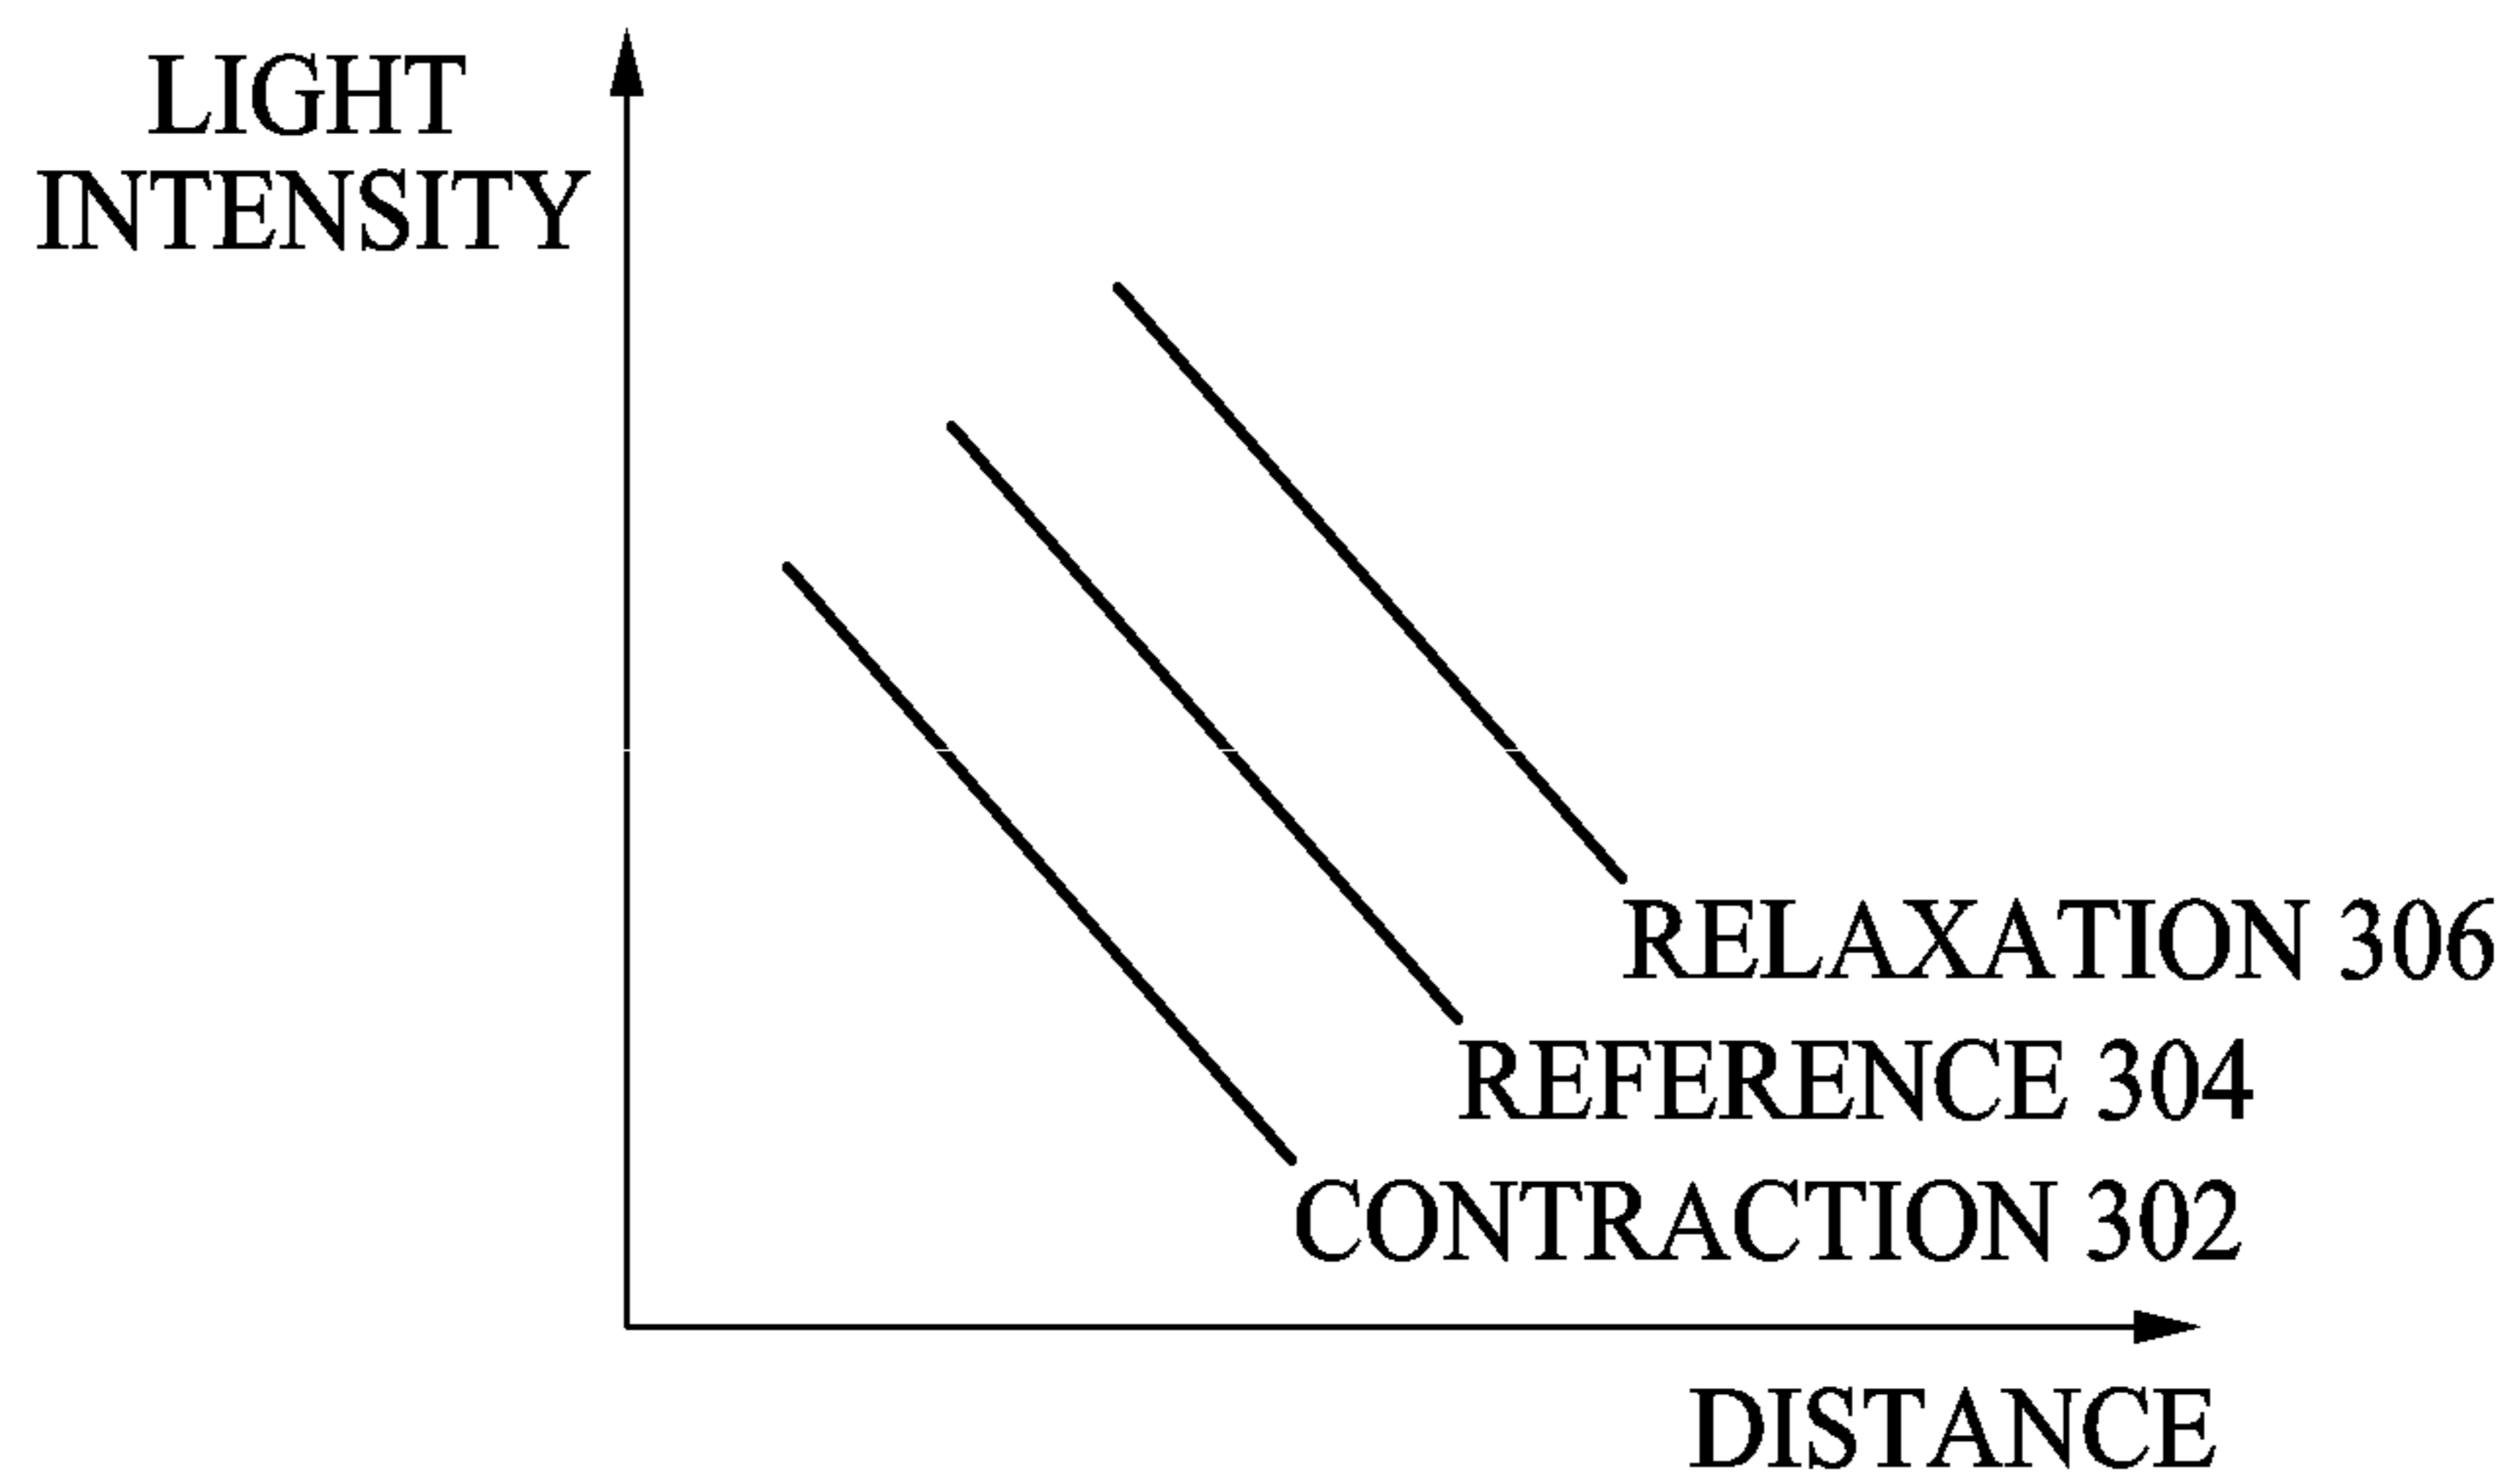 LIGHT
INTENSITY
RELAXATION 306
REFERENCE 304
CONTRACTION 302
DISTANCE